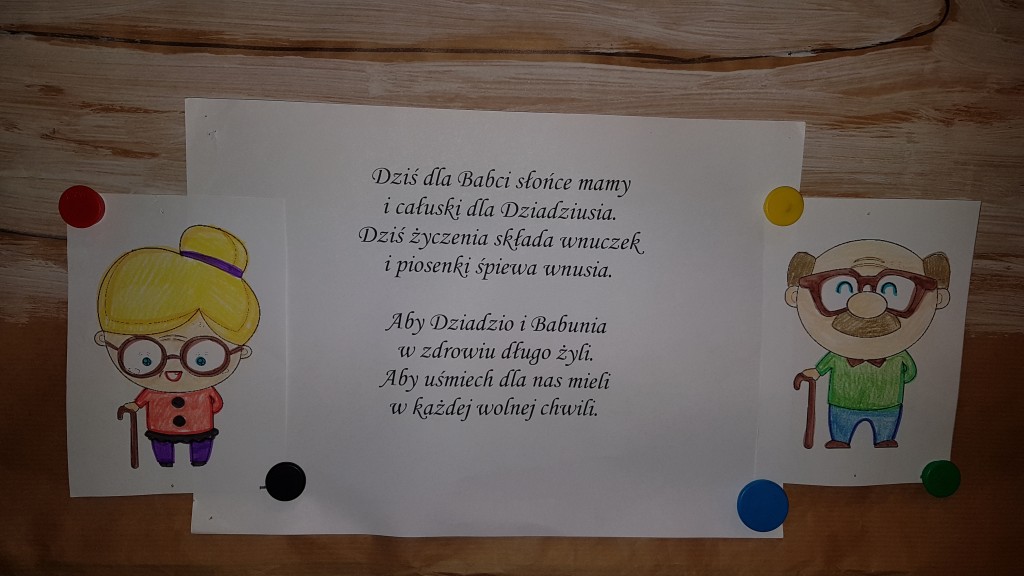 Dziś dla Babci słońce mamy
i całuski dla Dziadziusia.
Dziś życzenia składa wnuczek
i piosenki śpiewa wnusia.
Aby Dziadzio i Babunia
w zdrowiu długo żyli.
Aby uśmiech dla nas mieli
w każdej wolnej chwili.